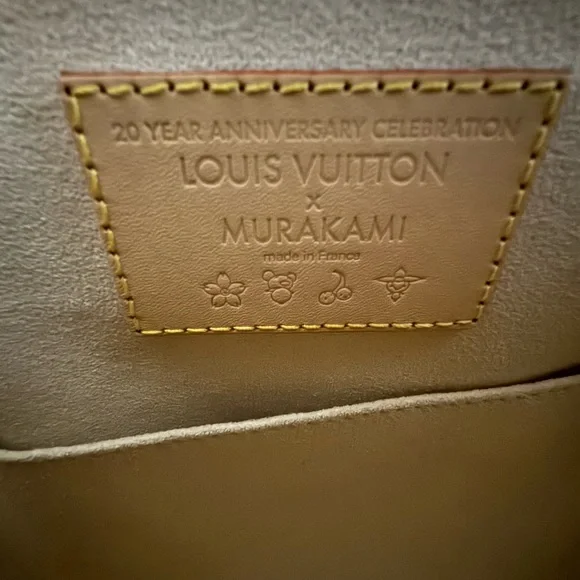 20 YEAR ANNIVERSARY CELEBRATION
LOUIS VUITTON
x
MURAKAMI
made in France